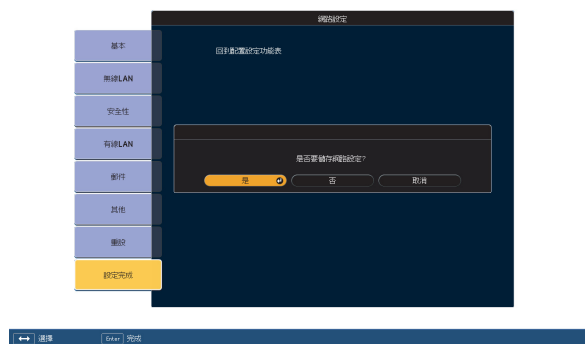 網路設定
基本
回到配置設定功能表
無線LAN
安全性
有線LAN
是否要儲存網路設定?
是
否
取消
郵件
其他
重設
設定完成
選擇
Enter
完成